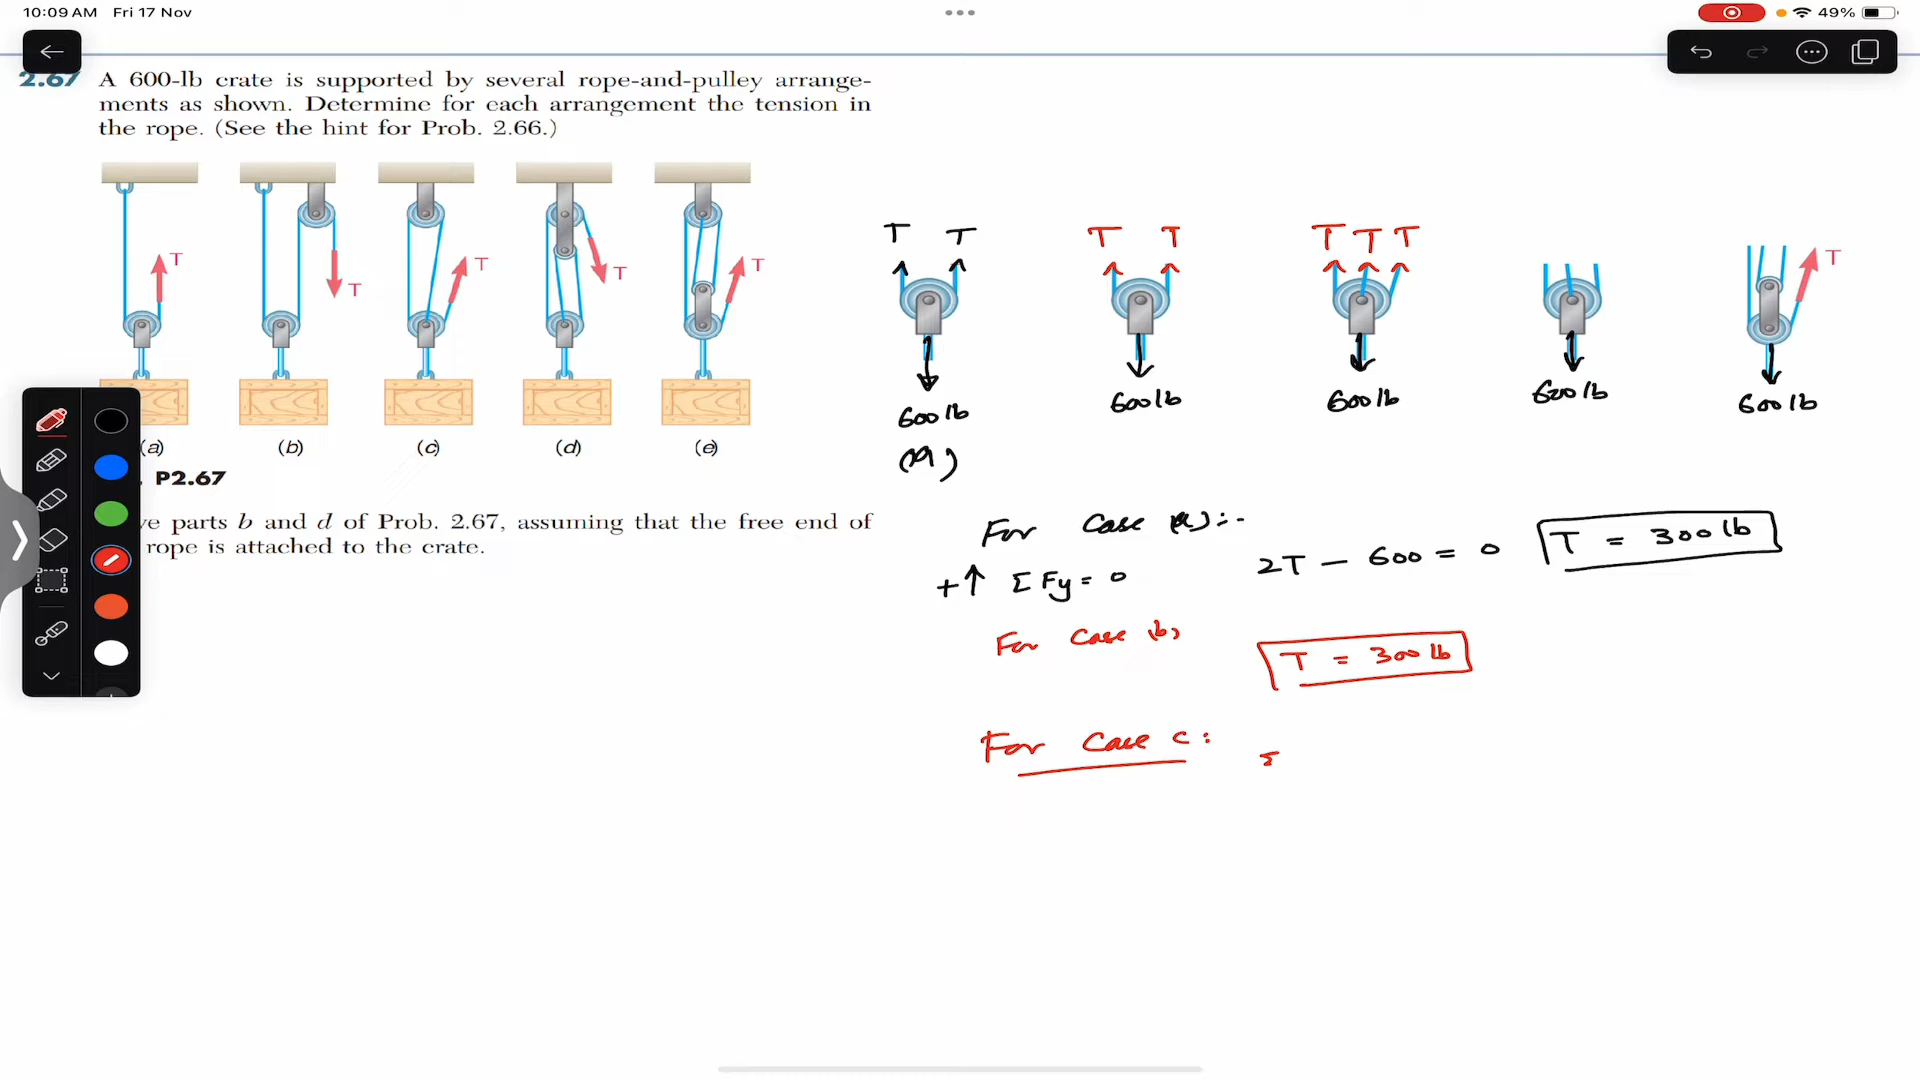 10:09 AM Fri 17 Nov
49%
2.67 A 600-lb crate is supported by several rope-and-pulley arrange-
ments as shown. Determine for each arrangement the tension in
the rope. (See the hint for Prob. 2.66.)
T
T
T
T
T
(a) (b) (c) (d) (e)
P2.67
ve parts b and d of Prob. 2.67, assuming that the free end of
rope is attached to the crate.
T T
T T
T T T
T
600 lb
600 lb
600 lb
600 lb
600 lb
For Case (a):-
+↑ ΣFy = 0
2T - 600 = 0
T = 300 lb
For Case (b)
T = 300 lb
For Case c:
Σ